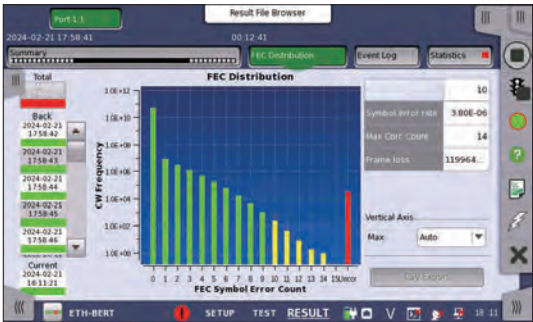 Port 1.1
Result File Browser
2024-02-21 17:58:41
00:12:41
Summary
FEC Distribution
Event Log
Statistics
Total
FEC Distribution
Back
2024-02-21
17:58:42
2024-02-21
17:58:43
2024-02-21
17:58:44
2024-02-21
17:58:45
2024-02-21
17:58:46
Current
2024-02-21
18:11:21
CW Frequency
1.0E+12
1.0E+10
1.0E+08
1.0E+06
1.0E+04
1.0E+02
1.0E+00
0 1 2 3 4 5 6 7 8 9 10 11 12 13 14 15Uncor
FEC Symbol Error Count
10
Symbol error rate 3.80E-06
Max Corr. Count 14
Frame loss 119964...
Vertical Axis
Max Auto
CSV Export
ETH-BERT
SETUP TEST RESULT
18:11